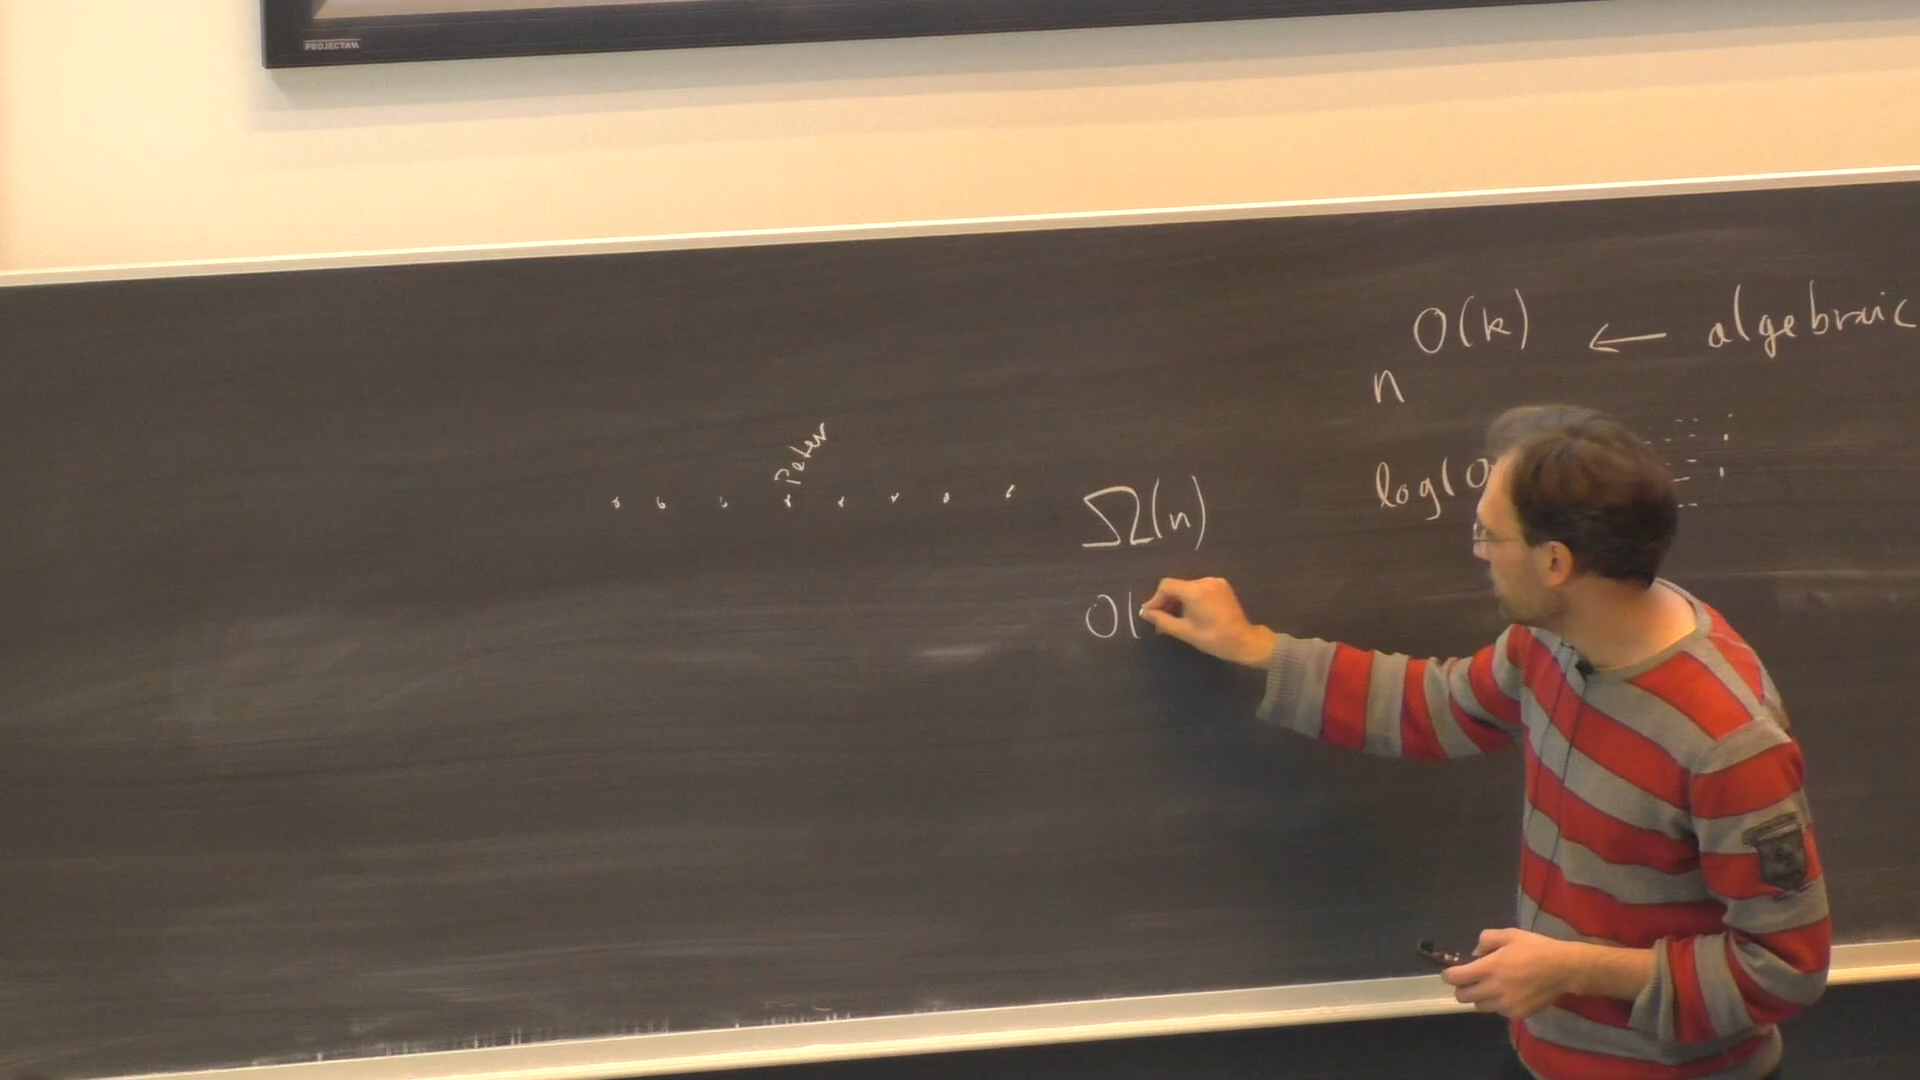 PROJECTA
O(k) ← algebraic
n
Peter
log(
Ω(n)
O(